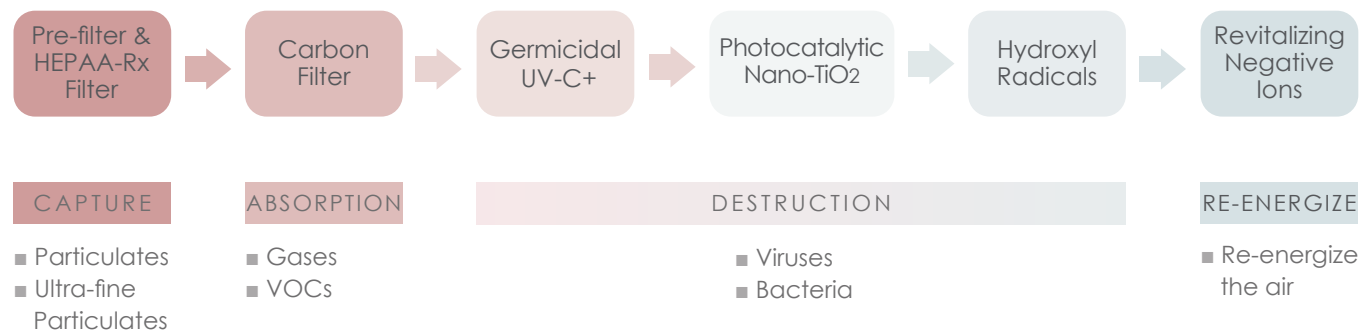 Pre-filter &
HEPAA-Rx
Filter
Carbon
Filter
Germicidal
UV-C+
Photocatalytic
Nano-TiO2
Hydroxyl
Radicals
Revitalizing
Negative
Ions
CAPTURE
ABSORPTION
DESTRUCTION
RE-ENERGIZE
■ Particulates
■ Ultra-fine
Particulates
■ Gases
■ VOCs
■ Viruses
■ Bacteria
■ Re-energize
the air